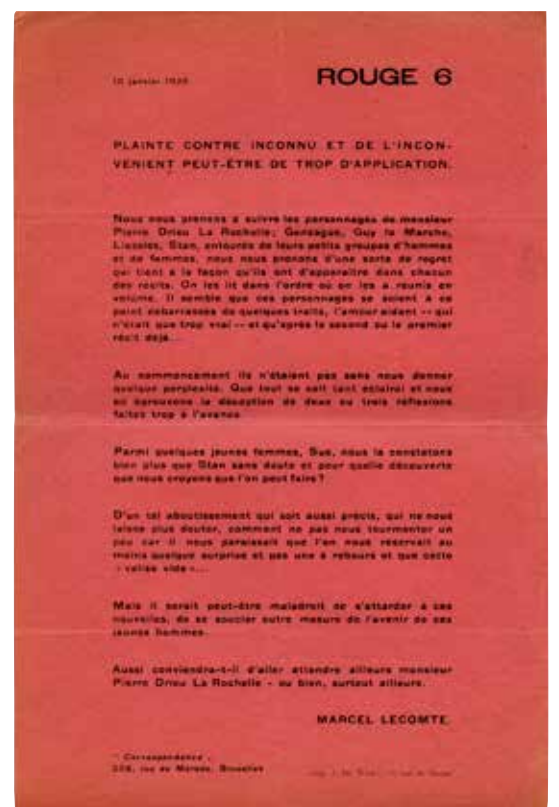 10 janvier 1925
ROUGE 6
PLAINTE CONTRE INCONNU ET DE L'INCON-
VENIENT PEUT-ÊTRE DE TROP D'APPLICATION.
Nous nous prenons à suivre les personnages de monsieur
Pierre Drieu La Rochelle; Gonzague, Guy la Marche,
Liessies, Stan, entourés de leurs petits groupes d'hommes
et de femmes, nous nous prenons d'une sorte de regret
qui tient à la façon qu'ils ont d'apparaître dans chacun
des récits. On les lit dans l'ordre où on les a réunis en
volume. Il semble que ces personnages se soient à ce
point débarrassés de quelques traits, l'amour aidant -- qui
n'était que trop vrai -- et qu'après le second ou le premier
récit déjà...
Au commencement ils n'étaient pas sans nous donner
quelque perplexité. Que tout se soit tant éclairci et nous
en éprouvons la déception de deux ou trois réflexions
faites trop à l'avance.
Parmi quelques jeunes femmes, Sue, nous la constatons
bien plus que Stan sans doute et pour quelle découverte
que nous croyons que l'on peut faire?
D'un tel aboutissement qui soit aussi précis, qui ne nous
laisse plus douter, comment ne pas nous tourmenter un
peu car il nous paraissait que l'on nous réservait au
moins quelque surprise et pas une à rebours et que cette
« valise vide »...
Mais il serait peut-être maladroit de s'attarder à ces
nouvelles, de se soucier outre mesure de l'avenir de ces
jeunes hommes.
Aussi conviendra-t-il d'aller attendre ailleurs monsieur
Pierre Drieu La Rochelle - ou bien, surtout ailleurs.
MARCEL LECOMTE.
" Correspondance "
226, rue du Marais, Bruxelles